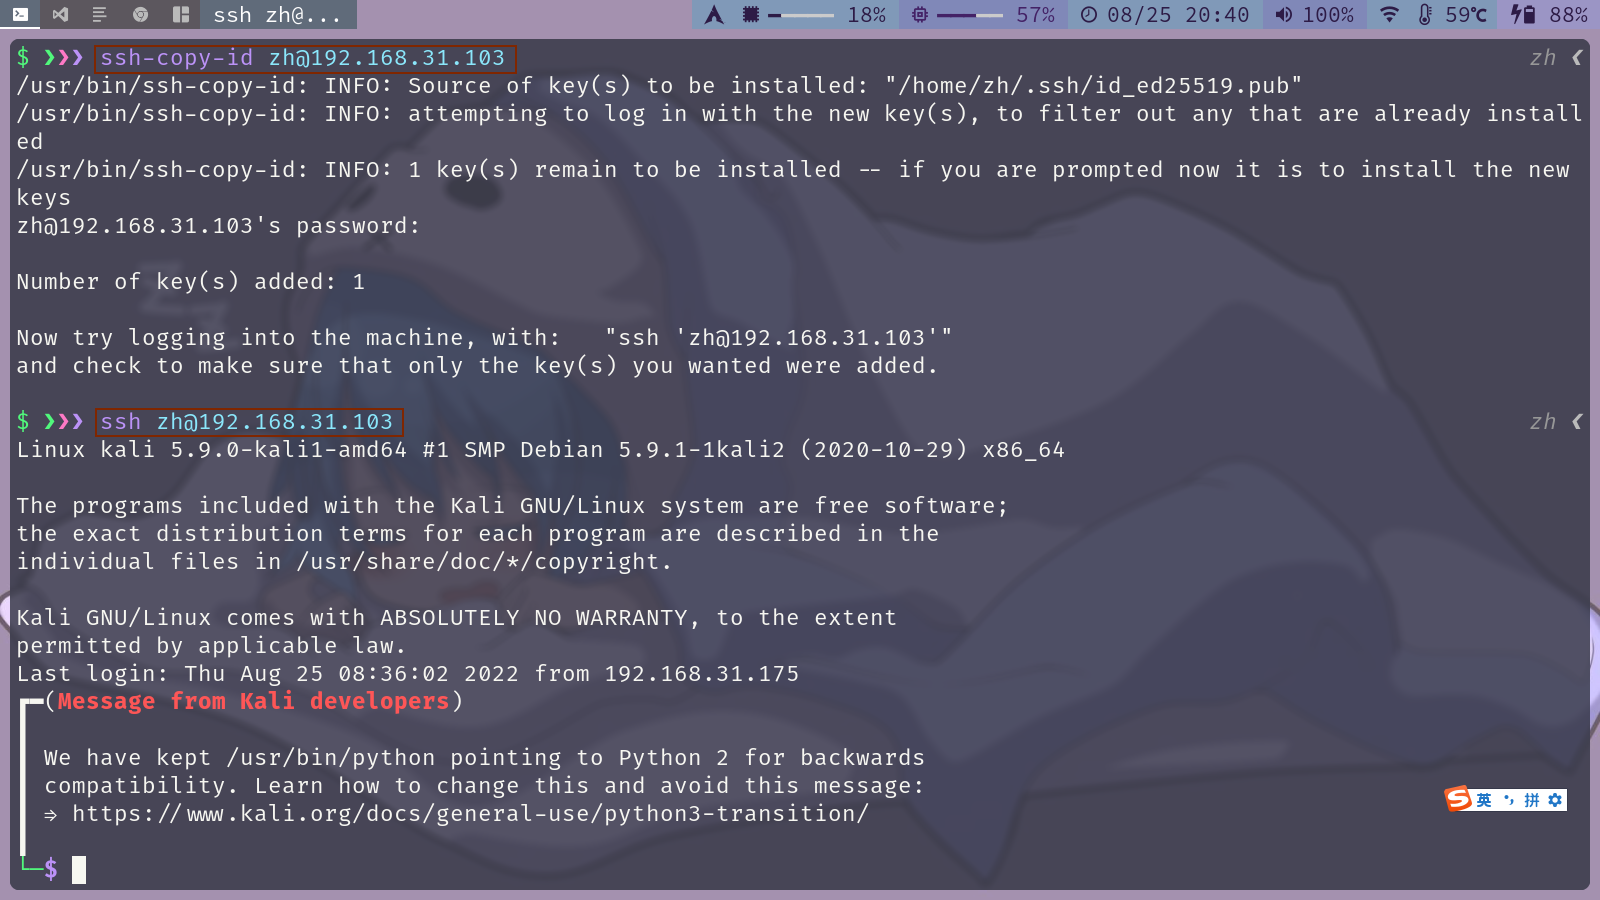 ssh zh@... 18% 57% 08/25 20:40 100% 59℃ 88%
$ ❯❯❯ ssh-copy-id zh@192.168.31.103 zh ❮
/usr/bin/ssh-copy-id: INFO: Source of key(s) to be installed: "/home/zh/.ssh/id_ed25519.pub"
/usr/bin/ssh-copy-id: INFO: attempting to log in with the new key(s), to filter out any that are already install
ed
/usr/bin/ssh-copy-id: INFO: 1 key(s) remain to be installed -- if you are prompted now it is to install the new
keys
zh@192.168.31.103's password:
Number of key(s) added: 1
Now try logging into the machine, with:   "ssh 'zh@192.168.31.103'"
and check to make sure that only the key(s) you wanted were added.
$ ❯❯❯ ssh zh@192.168.31.103 zh ❮
Linux kali 5.9.0-kali1-amd64 #1 SMP Debian 5.9.1-1kali2 (2020-10-29) x86_64
The programs included with the Kali GNU/Linux system are free software;
the exact distribution terms for each program are described in the
individual files in /usr/share/doc/*/copyright.
Kali GNU/Linux comes with ABSOLUTELY NO WARRANTY, to the extent
permitted by applicable law.
Last login: Thu Aug 25 08:36:02 2022 from 192.168.31.175
┏━(Message from Kali developers)
We have kept /usr/bin/python pointing to Python 2 for backwards
compatibility. Learn how to change this and avoid this message:
⇒ https://www.kali.org/docs/general-use/python3-transition/
英 拼
└─$